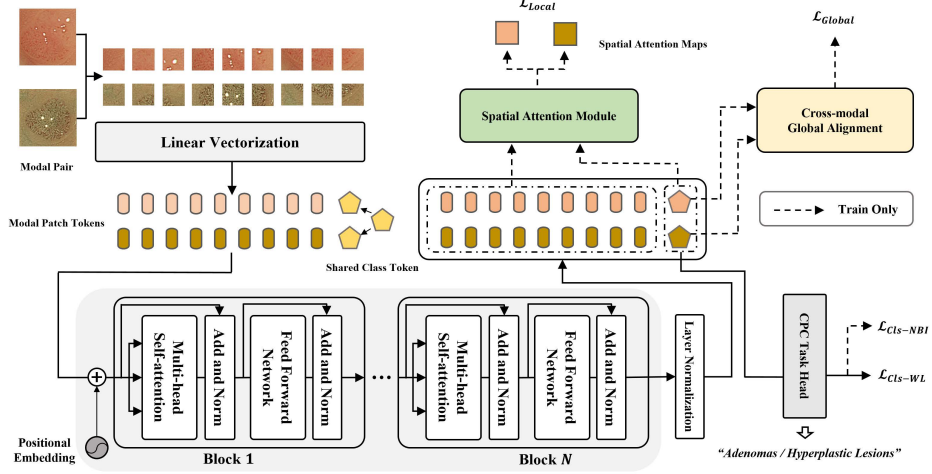 ℒ_Local
ℒ_Global
Spatial Attention Maps
Spatial Attention Module
Cross-modal
Global Alignment
Modal Pair
Linear Vectorization
Modal Patch Tokens
Shared Class Token
Train Only
Multi-head
Self-attention
Add and Norm
Feed Forward
Network
Add and Norm
...
Multi-head
Self-attention
Add and Norm
Feed Forward
Network
Add and Norm
Layer Normalization
CPC Task Head
ℒ_Cls−NBI
ℒ_Cls−WL
Positional
Embedding
Block 1
Block N
“Adenomas / Hyperplastic Lesions”